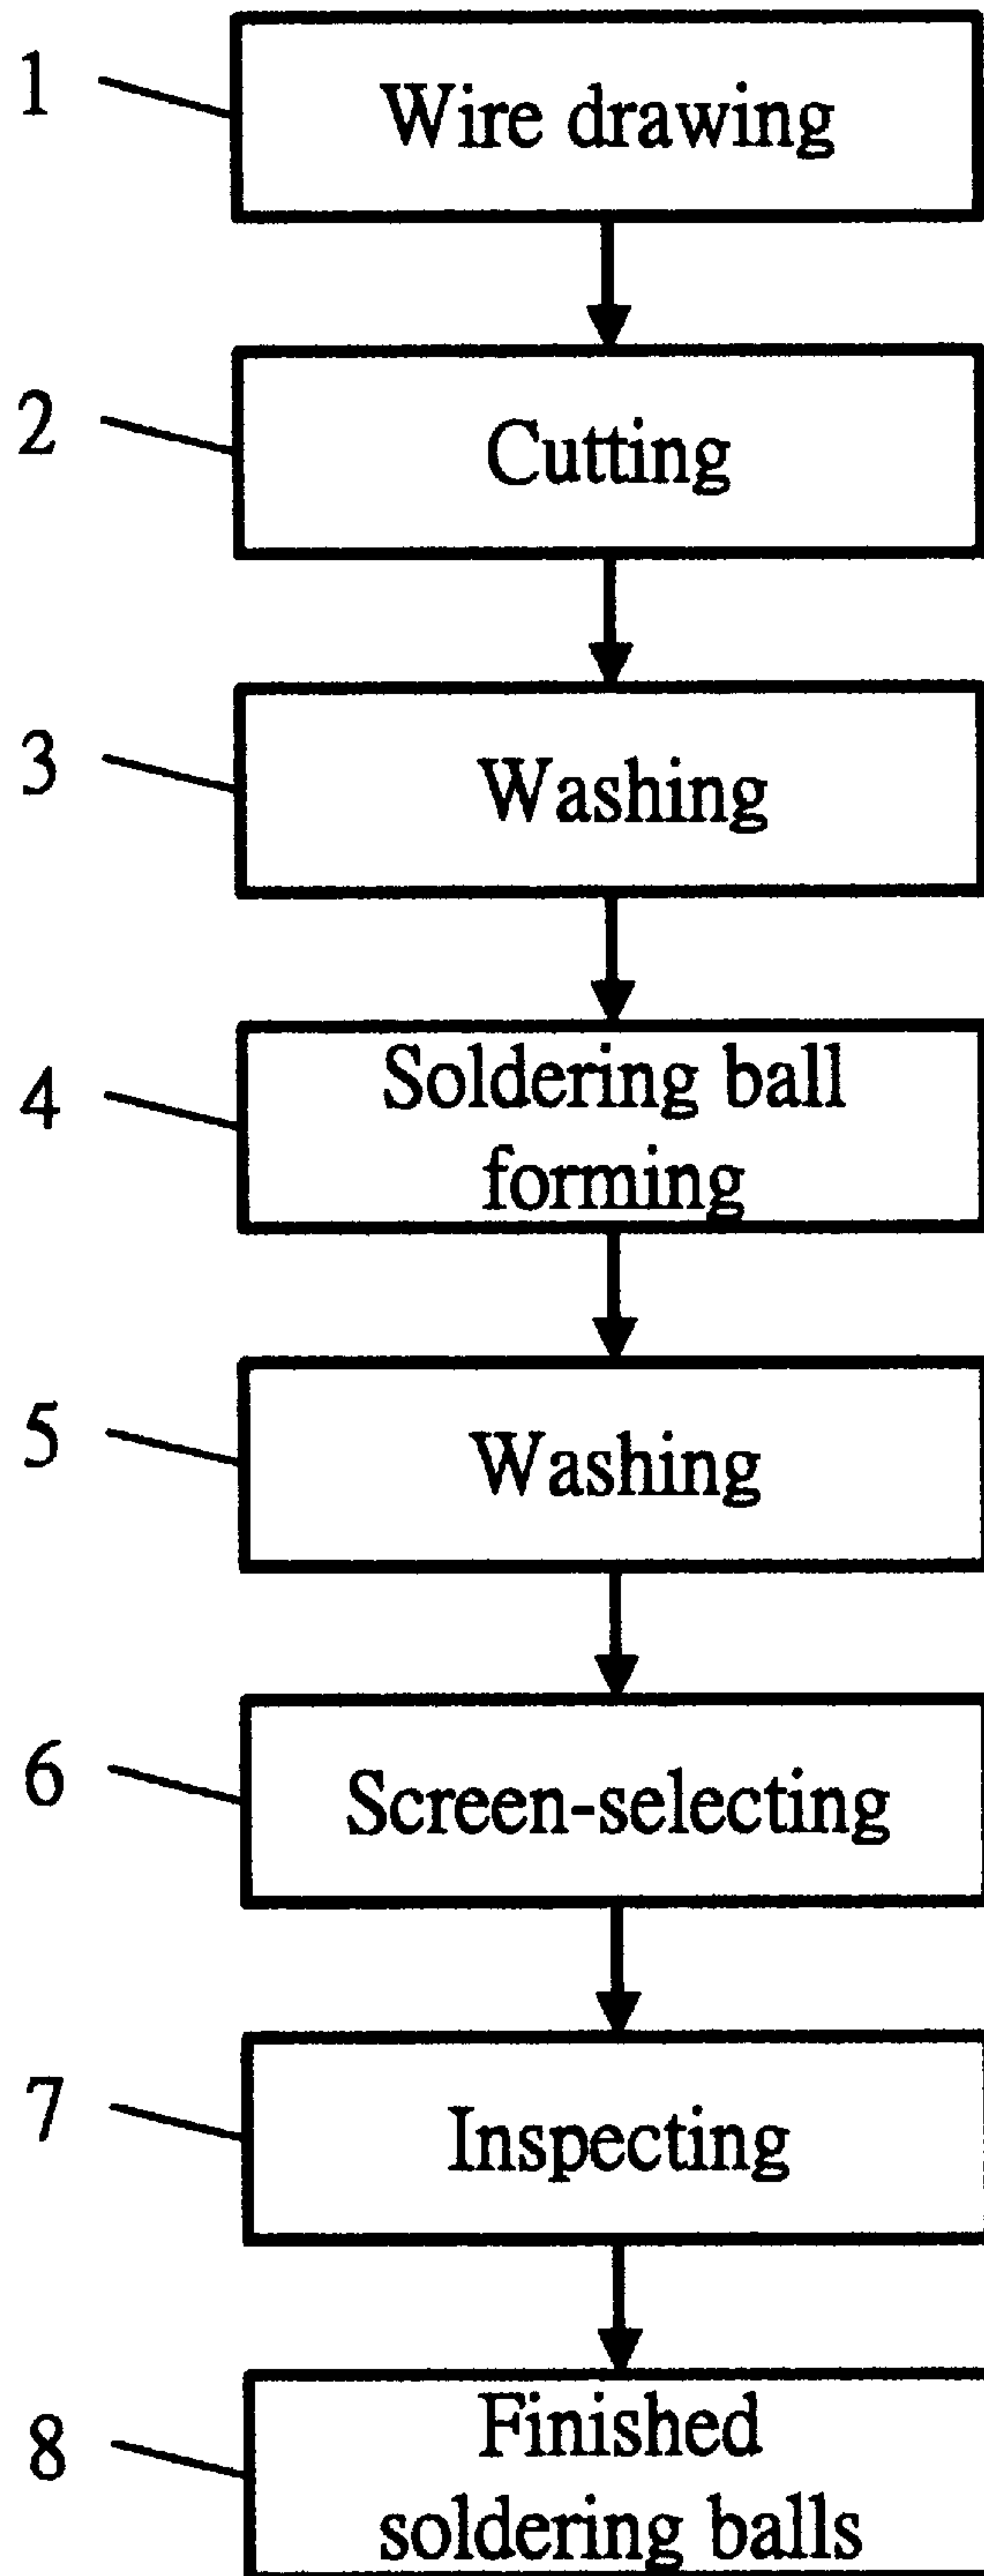 1 Wire drawing
2 Cutting
3 Washing
4 Soldering ball
forming
5 Washing
6 Screen-selecting
7 Inspecting
8 Finished
soldering balls